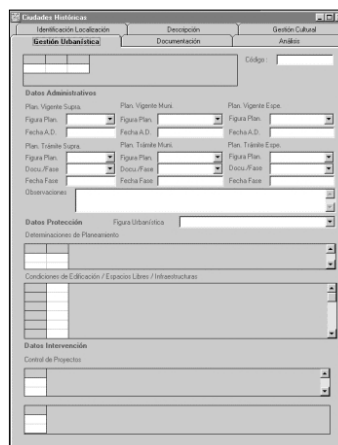 Ciudades Históricas
Identificación Localización Descripción Gestión Cultural
Gestión Urbanística Documentación Análisis
Código :
Datos Administrativos
Plan. Vigente Supra. Plan. Vigente Muni. Plan. Vigente Espe.
Figura Plan. Figura Plan. Figura Plan.
Fecha A.D. Fecha A.D. Fecha A.D.
Plan. Trámite Supra. Plan. Trámite Muni. Plan. Trámite Espe.
Figura Plan. Figura Plan. Figura Plan.
Docu./Fase Docu./Fase Docu./Fase
Fecha Fase Fecha Fase Fecha Fase
Observaciones
Datos Protección Figura Urbanística
Determinaciones de Planeamiento
Condiciones de Edificación / Espacios Libres / Infraestructuras
Datos Intervención
Control de Proyectos